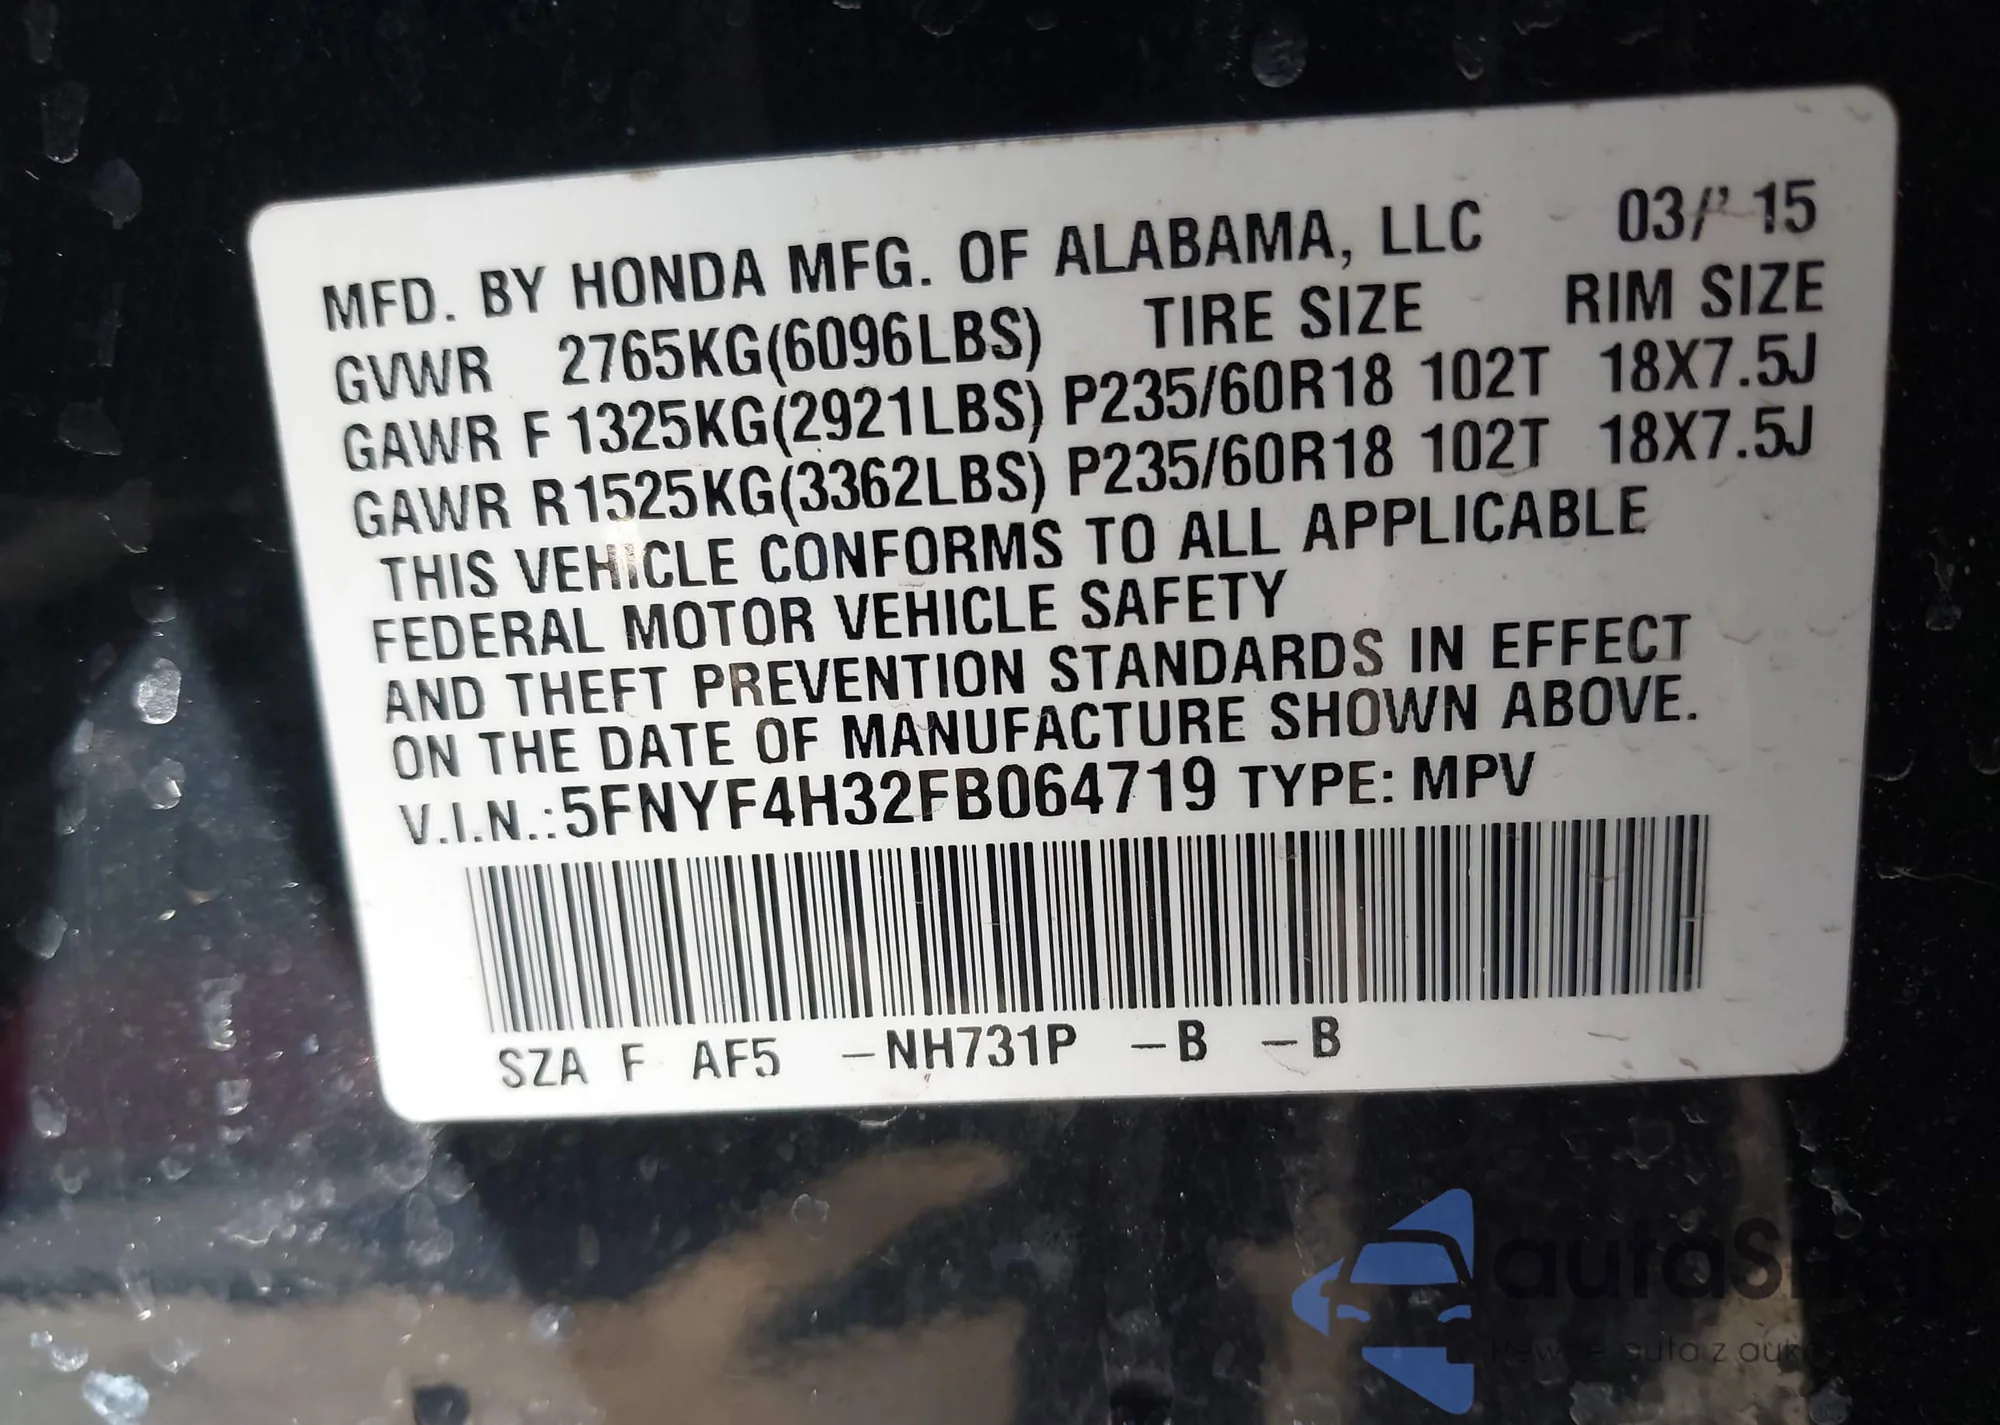 MFD. BY HONDA MFG. OF ALABAMA, LLC 03/' 15
GVWR 2765KG(6096LBS) TIRE SIZE RIM SIZE
GAWR F 1325KG(2921LBS) P235/60R18 102T 18X7.5J
GAWR R 1525KG(3362LBS) P235/60R18 102T 18X7.5J
THIS VEHICLE CONFORMS TO ALL APPLICABLE
FEDERAL MOTOR VEHICLE SAFETY
AND THEFT PREVENTION STANDARDS IN EFFECT
ON THE DATE OF MANUFACTURE SHOWN ABOVE.
V.I.N.:5FNYF4H32FB064719 TYPE: MPV
SZA F AF5 –NH731P –B –B
auto z